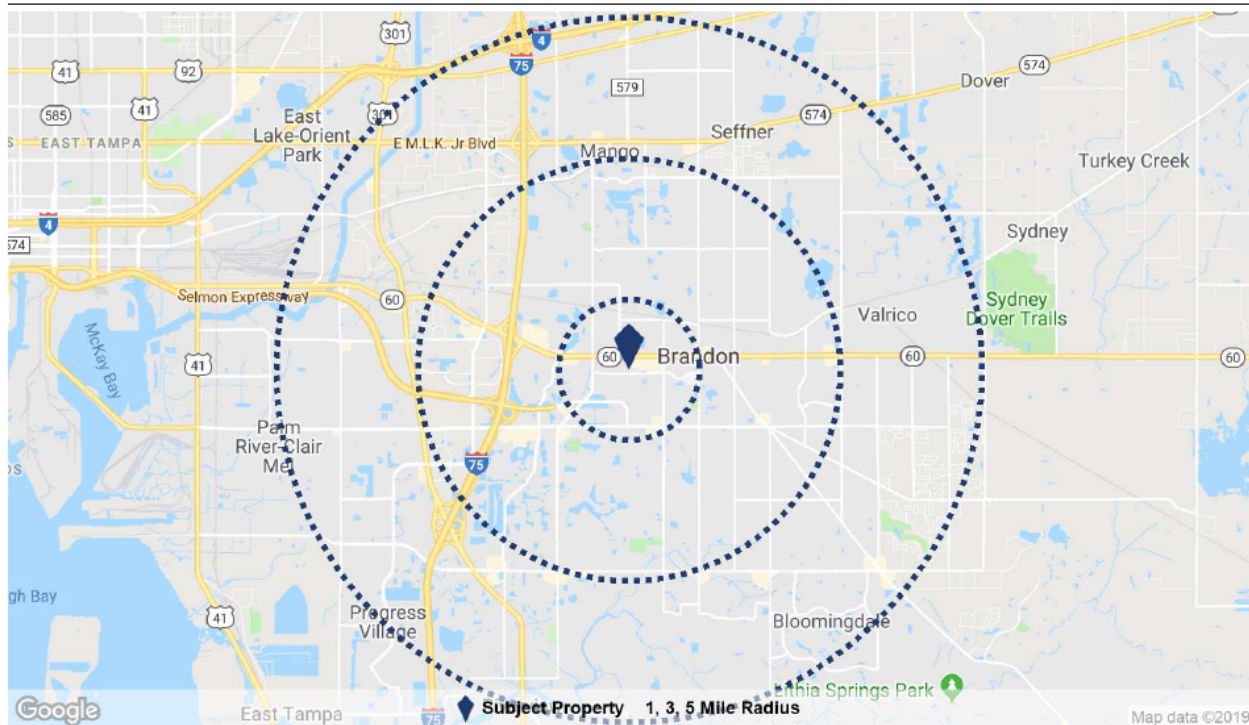 301
4
41
92
75
579
574
Dover
41
585
301
East
Lake-Orient
Park
Seffner
574
S EAST TAMPA
E M.L.K. Jr Blvd
Mango
Turkey Creek
4
574
Sydney
Selmon Expressway
60
Sydney
Dover Trails
McKay Bay
Valrico
41
60
Brandon
60
60
Palm
River-Clair
Mel
75
gh Bay
Progress
Village
41
Bloomingdale
Lithia Springs Park
Google
East Tampa
75
Subject Property 1, 3, 5 Mile Radius
Map data ©2019